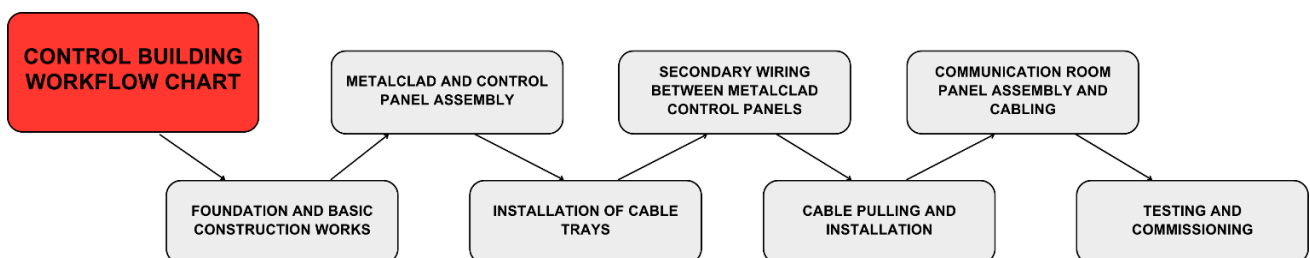 CONTROL BUILDING
WORKFLOW CHART
FOUNDATION AND BASIC
CONSTRUCTION WORKS
METALCLAD AND CONTROL
PANEL ASSEMBLY
INSTALLATION OF CABLE
TRAYS
SECONDARY WIRING
BETWEEN METALCLAD
CONTROL PANELS
CABLE PULLING AND
INSTALLATION
COMMUNICATION ROOM
PANEL ASSEMBLY AND
CABLING
TESTING AND
COMMISSIONING